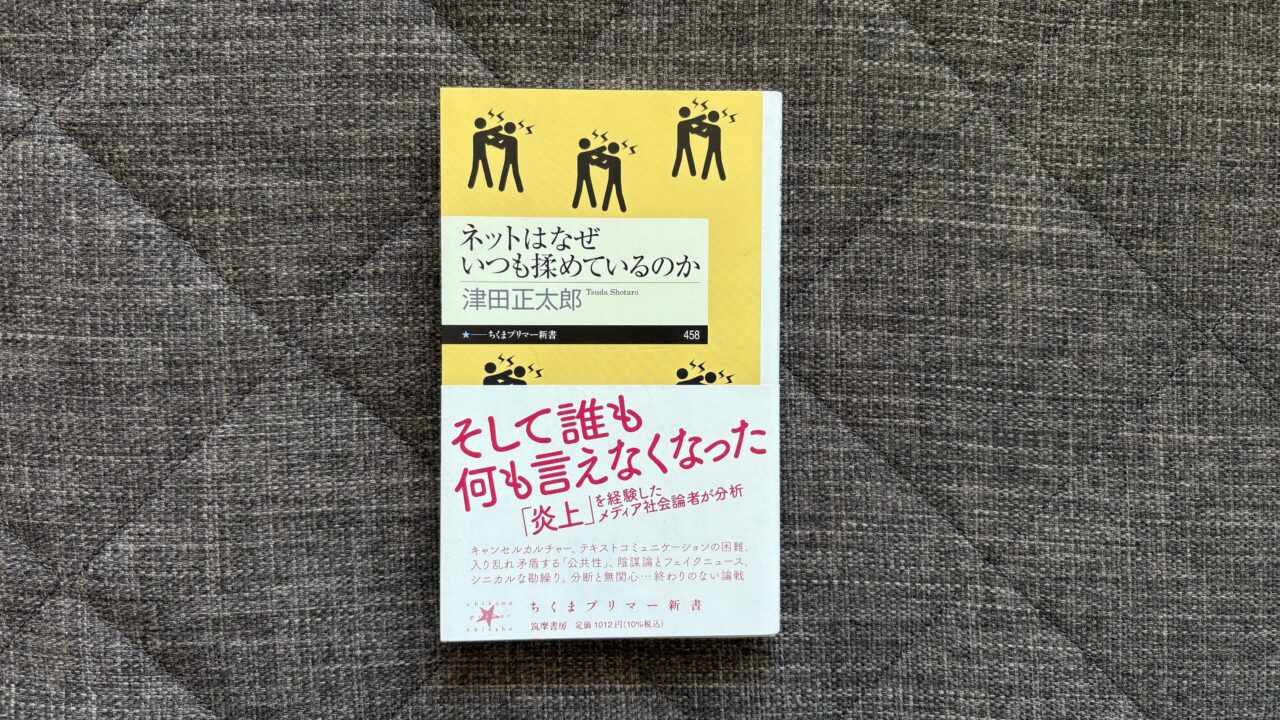 ネットはなぜ
いつも揉めているのか
津田正太郎 Tsuda Shotaro
★――ちくまプリマー新書 458
そして誰も
何も言えなくなった
「炎上」を経験した
メディア社会論者が分析
キャンセルカルチャー、テキストコミュニケーションの困難、
入り乱れ矛盾する「公共性」、陰謀論とフェイクニュース、
シニカルな勘繰り、分断と無関心…終わりのない論戦
chikuma
primer
shinsho
ちくまプリマー新書
筑摩書房 定価1012円(10%税込)